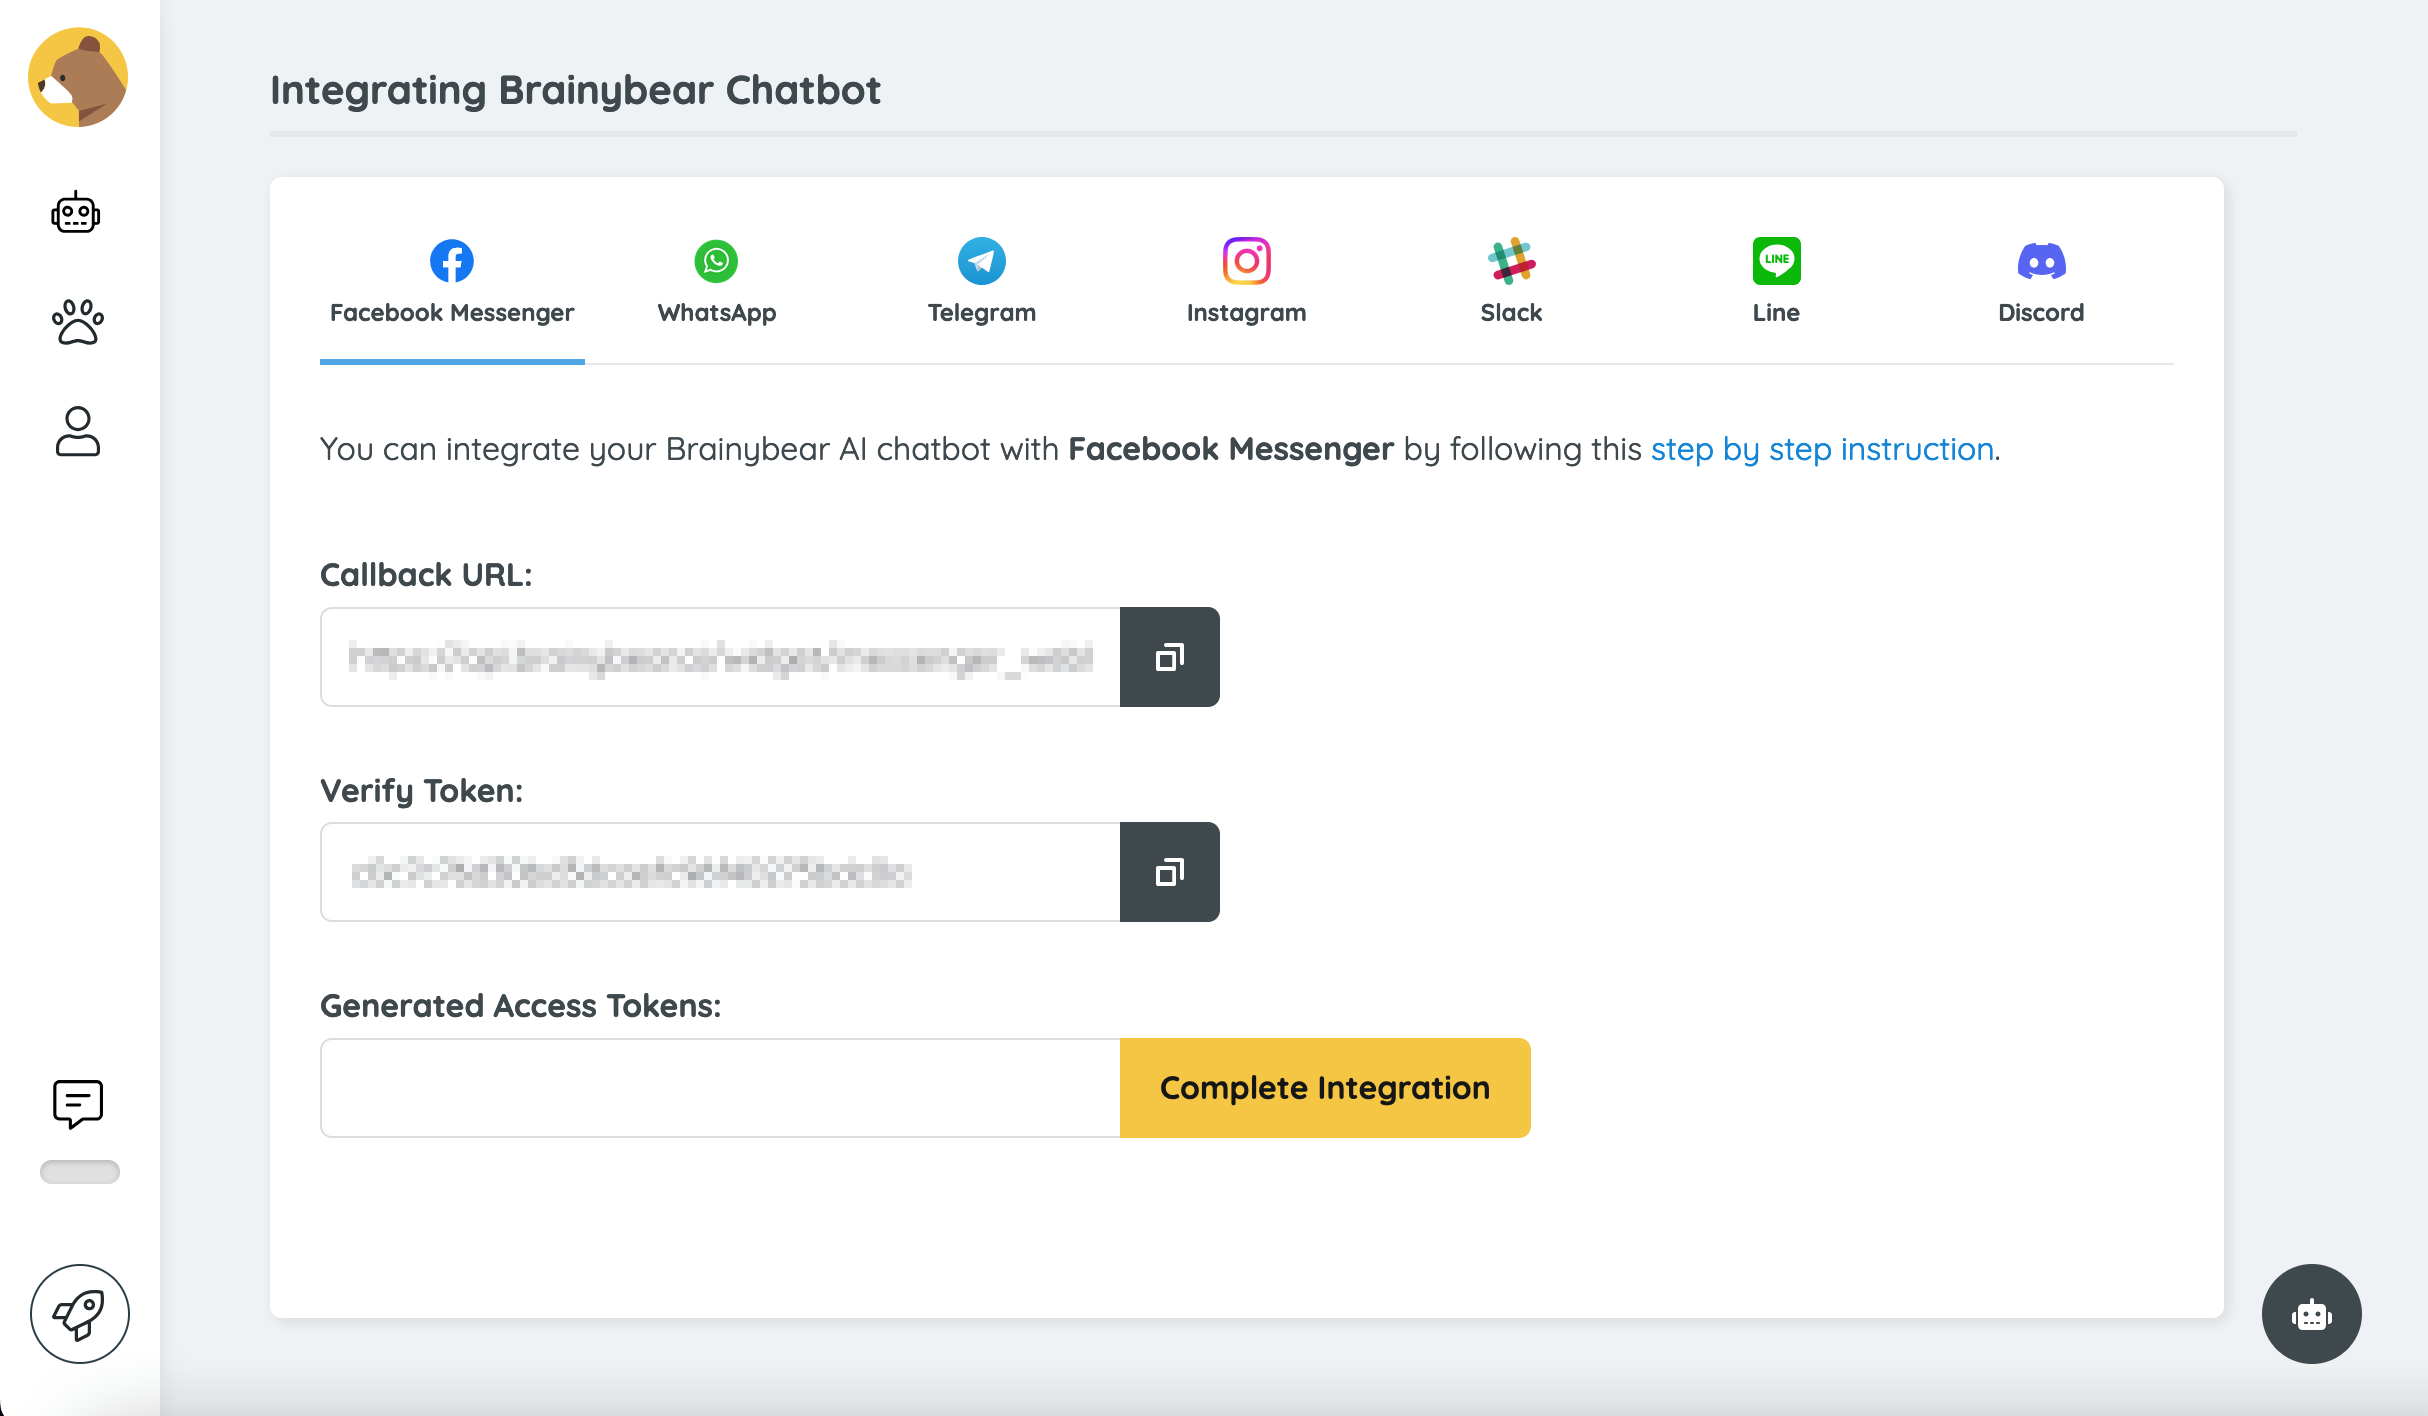 Integrating Brainybear Chatbot
Facebook Messenger
WhatsApp
Telegram
Instagram
Slack
LINE
Line
Discord
You can integrate your Brainybear AI chatbot with Facebook Messenger by following this step by step instruction.
Callback URL:
Verify Token:
Generated Access Tokens:
Complete Integration